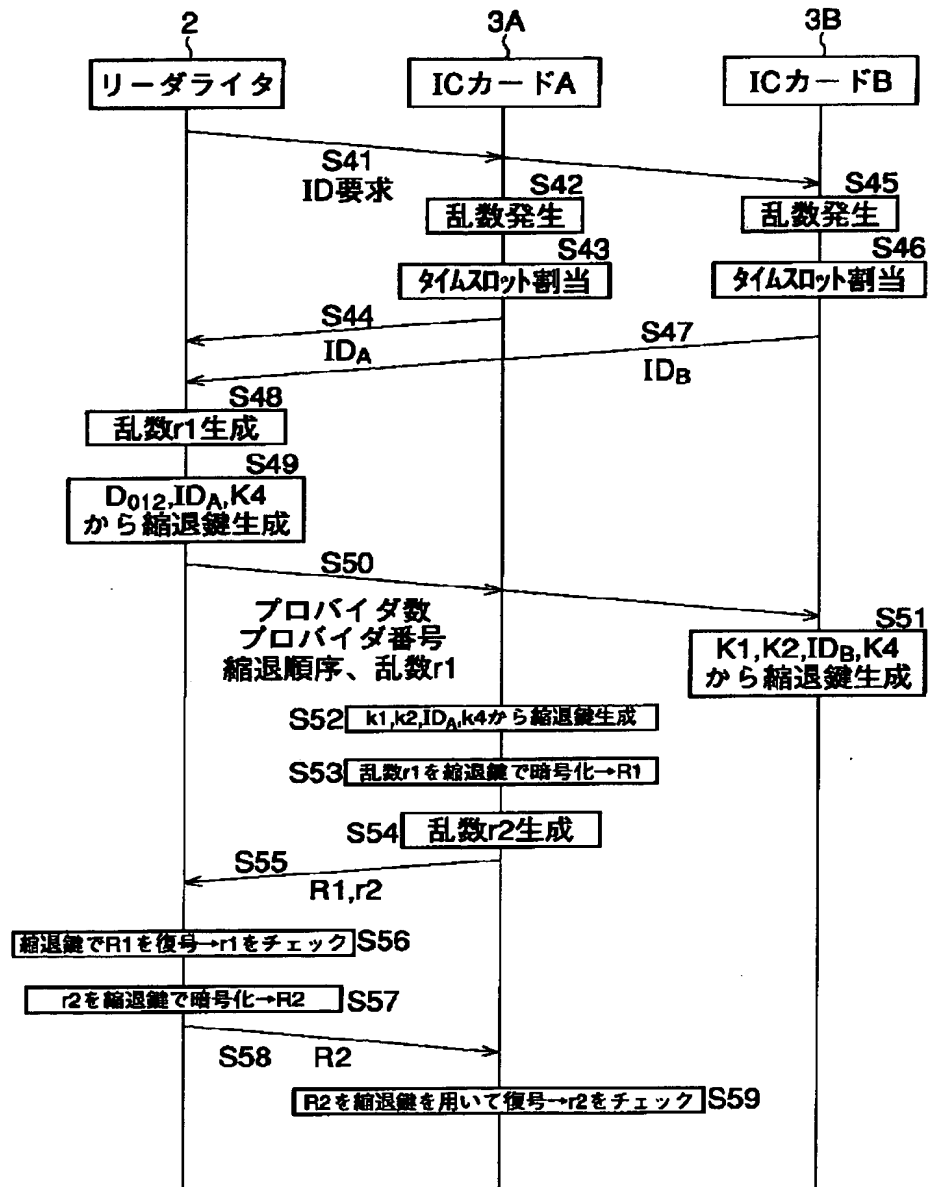 2
3A
3B
リーダライタ
ICカードA
ICカードB
S41
ID要求
S42
乱数発生
S45
乱数発生
S43
タイムスロット割当
S46
タイムスロット割当
S44
IDA
S47
IDB
S48
乱数r1生成
S49
D012,IDA,K4
から縮退鍵生成
S50
プロバイダ数
プロバイダ番号
縮退順序、乱数r1
S51
K1,K2,IDB,K4
から縮退鍵生成
S52
k1,k2,IDA,k4から縮退鍵生成
S53
乱数r1を縮退鍵で暗号化→R1
S54
乱数r2生成
S55
R1,r2
縮退鍵でR1を復号→r1をチェック
S56
r2を縮退鍵で暗号化→R2
S57
S58 R2
R2を縮退鍵を用いて復号→r2をチェック
S59